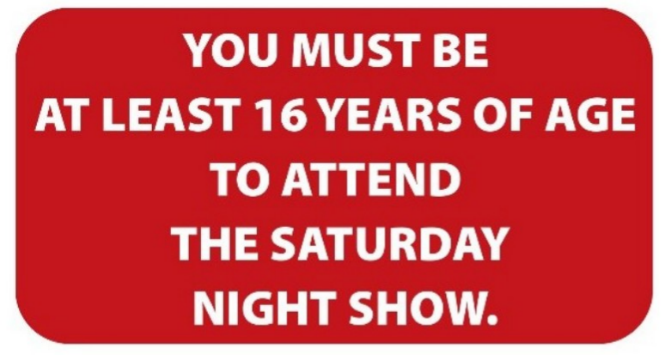 YOU MUST BE
AT LEAST 16 YEARS OF AGE
TO ATTEND
THE SATURDAY
NIGHT SHOW.